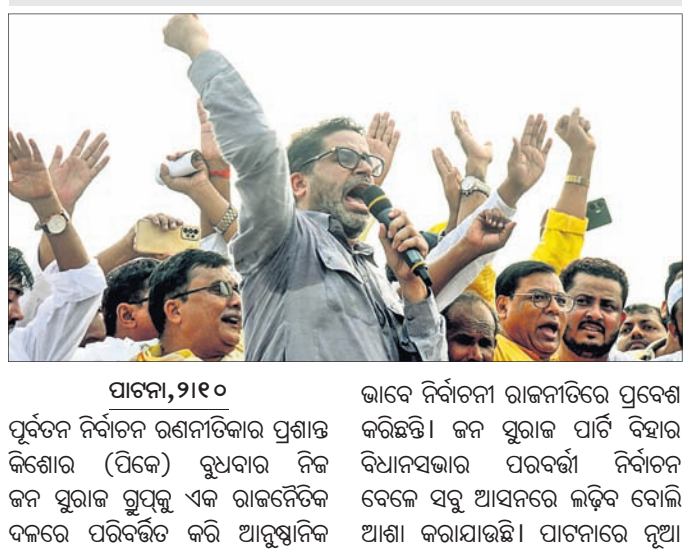 ପାଟନା,୨।୧୦
ପୂର୍ବତନ ନିର୍ବାଚନ ରଣନୀତିକାର ପ୍ରଶାନ୍ତ
କିଶୋର (ପିକେ) ବୁଧବାର ନିଜ
ଜନ ସୁରାଜ ଗ୍ରୁପ୍‌କୁ ଏକ ରାଜନୈତିକ
ଦଳରେ ପରିବର୍ତ୍ତିତ କରି ଆନୁଷ୍ଠାନିକ
ଭାବେ ନିର୍ବାଚନୀ ରାଜନୀତିରେ ପ୍ରବେଶ
କରିଛନ୍ତି। ଜନ ସୁରାଜ ପାର୍ଟି ବିହାର
ବିଧାନସଭାର ପରବର୍ତ୍ତୀ ନିର୍ବାଚନ
ବେଳେ ସବୁ ଆସନରେ ଲଢ଼ିବ ବୋଲି
ଆଶା କରାଯାଉଛି। ପାଟନାରେ ନୂଆ